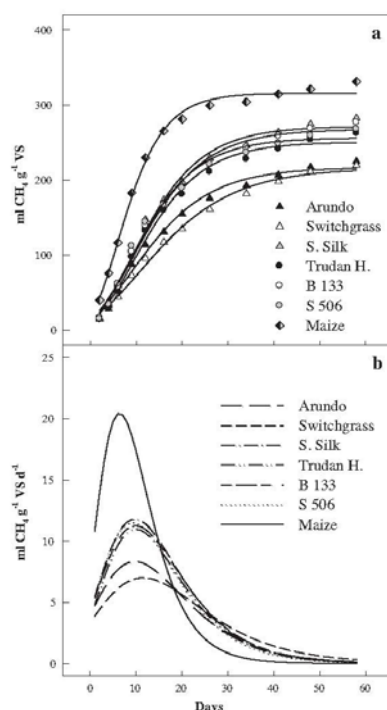 a
400
300
200
100
0
ml CH₄ g⁻¹ VS
Arundo
Switchgrass
S. Silk
Trudan H.
B 133
S 506
Maize
b
25
20
15
10
5
0
ml CH₄ g⁻¹ VS d⁻¹
Arundo
Switchgrass
S. Silk
Trudan H.
B 133
S 506
Maize
0 10 20 30 40 50 60
Days